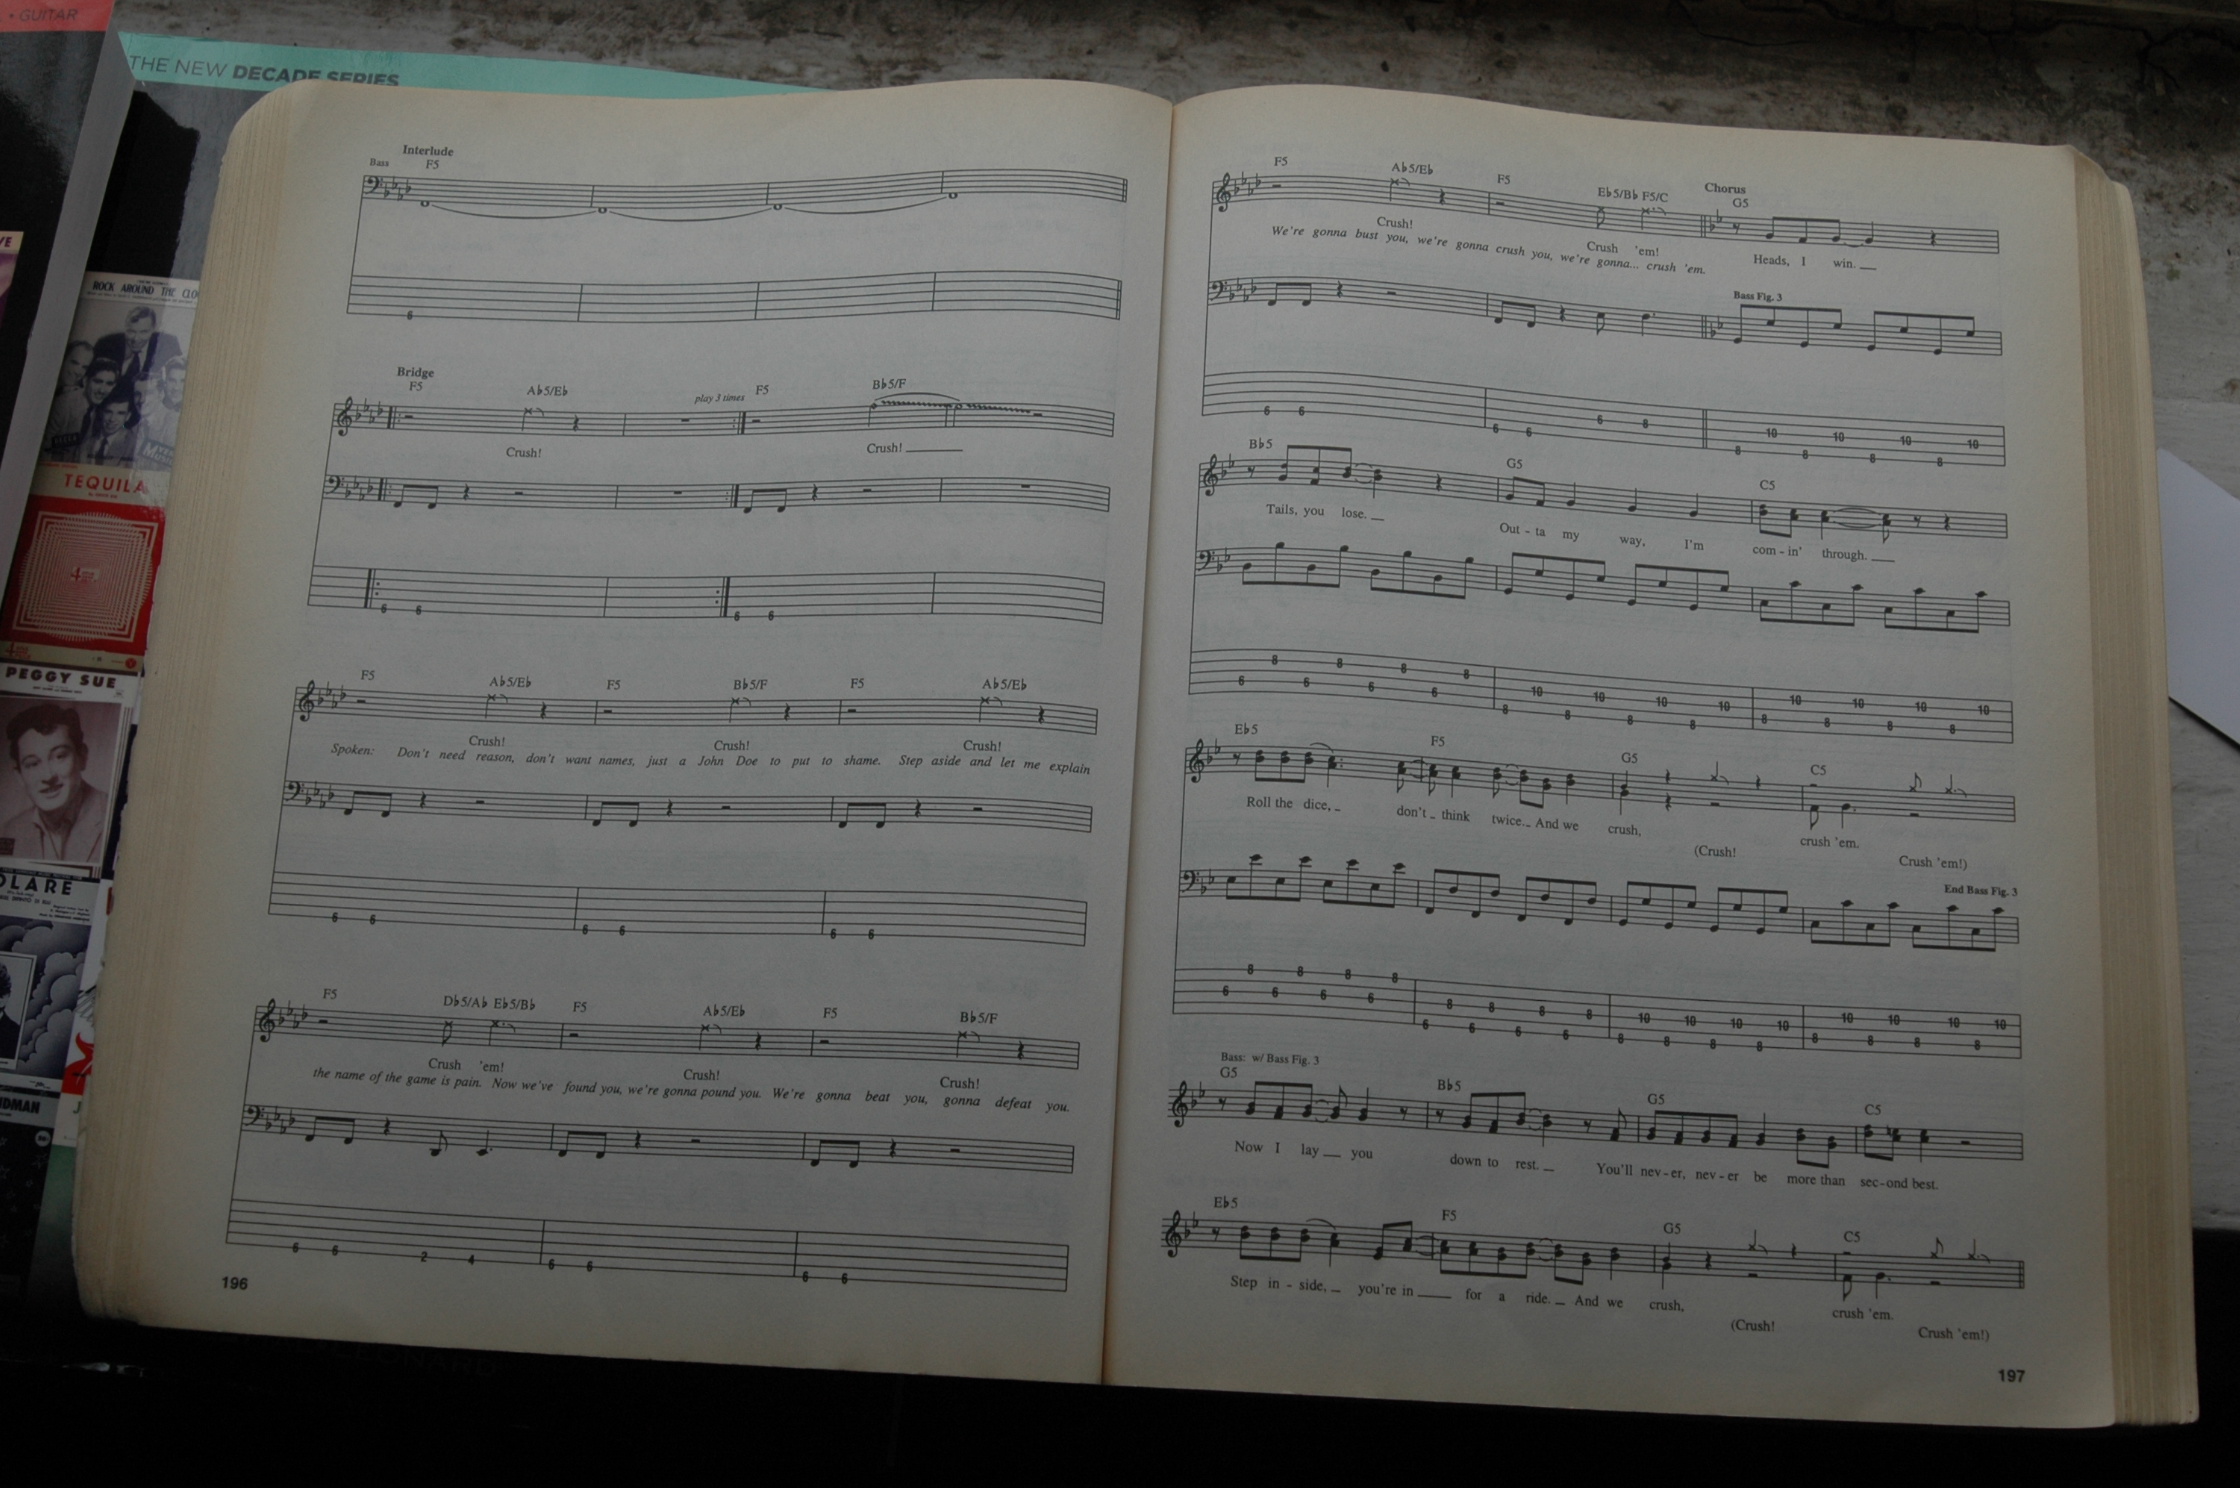 • GUITAR
THE NEW DECADE SERIES
ROCK AROUND THE CLO
TEQUILA
PEGGY SUE
OLARE
DMAN
Interlude
Bass F5
6
Bridge
F5 A♭5/E♭ play 3 times F5 B♭5/F
Crush! Crush!
6 6 6 6
F5 A♭5/E♭ F5 B♭5/F F5 A♭5/E♭
Crush! Crush! Crush!
Spoken: Don't need reason, don't want names, just a John Doe to put to shame. Step aside and let me explain
6 6 6 6 6 6
F5 D♭5/A♭ E♭5/B♭ F5 A♭5/E♭ F5 B♭5/F
Crush 'em! Crush! Crush!
the name of the game is pain. Now we've found you, we're gonna pound you. We're gonna beat you, gonna defeat you.
6 6 2 4 6 6 6 6
196
F5 A♭5/E♭ F5 E♭5/B♭ F5/C Chorus
G5
Crush! Crush 'em! Heads, I win.
We're gonna bust you, we're gonna crush you, we're gonna... crush 'em.
Bass Fig. 3
6 6 6 6 6 8 8 10 8 10 8 10 8 10
B♭5 G5 C5
Tails, you lose. Out - ta my way, I'm com - in' through.
6 8 6 8 6 8 6 8 8 10 8 10 8 10 8 10 8 10 8 10 8 10 8 10
E♭5 F5 G5 C5
Roll the dice, don't think twice. And we crush, crush 'em.
(Crush! Crush 'em!)
End Bass Fig. 3
6 8 6 8 6 8 6 8 6 8 6 8 6 8 6 8 8 10 8 10 8 10 8 10 8 10 8 10 8 10 8 10
Bass: w/ Bass Fig. 3
G5 B♭5 G5 C5
Now I lay you down to rest. You'll nev - er, nev - er be more than sec - ond best.
E♭5 F5 G5 C5
Step in - side, you're in for a ride. And we crush, crush 'em.
(Crush! Crush 'em!)
197